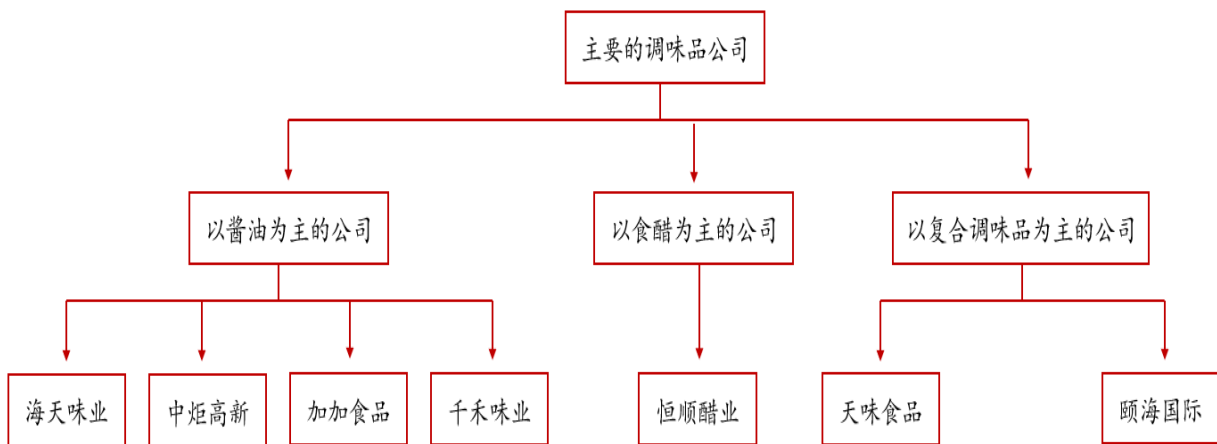 主要的调味品公司
以酱油为主的公司
以食醋为主的公司
以复合调味品为主的公司
海天味业
中炬高新
加加食品
千禾味业
恒顺醋业
天味食品
颐海国际